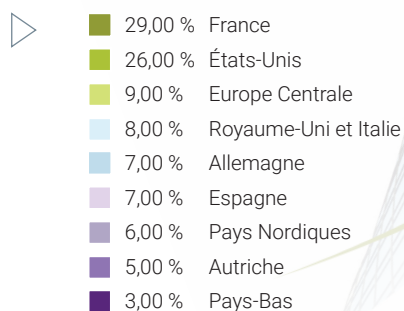 29,00 % France
26,00 % États-Unis
9,00 % Europe Centrale
8,00 % Royaume-Uni et Italie
7,00 % Allemagne
7,00 % Espagne
6,00 % Pays Nordiques
5,00 % Autriche
3,00 % Pays-Bas